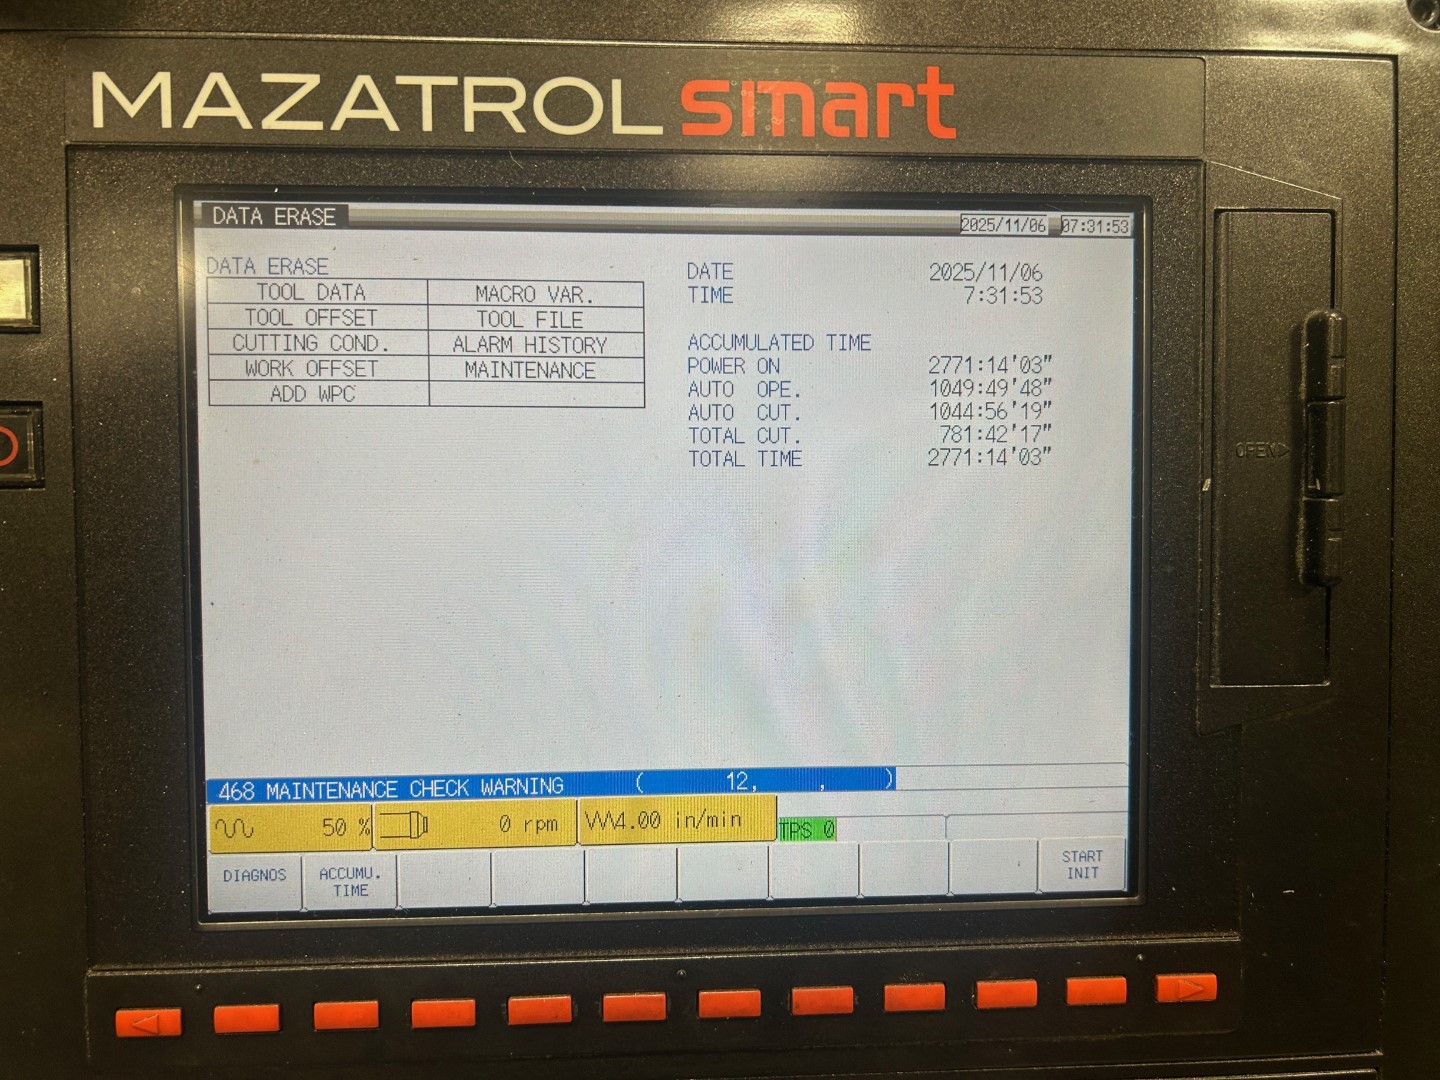 MAZATROL smart
DATA ERASE
2025/11/06 07:31:53
DATA ERASE
TOOL DATA MACRO VAR.
TOOL OFFSET TOOL FILE
CUTTING COND. ALARM HISTORY
WORK OFFSET MAINTENANCE
ADD WPC
DATE 2025/11/06
TIME 7:31:53
ACCUMULATED TIME
POWER ON 2771:14'03"
AUTO OPE. 1049:49'48"
AUTO CUT. 1044:56'19"
TOTAL CUT. 781:42'17"
TOTAL TIME 2771:14'03"
OPEN
468 MAINTENANCE CHECK WARNING ( 12, , )
50 % 0 rpm 4.00 in/min
TPS 0
DIAGNOS
ACCUMU.
TIME
START
INIT